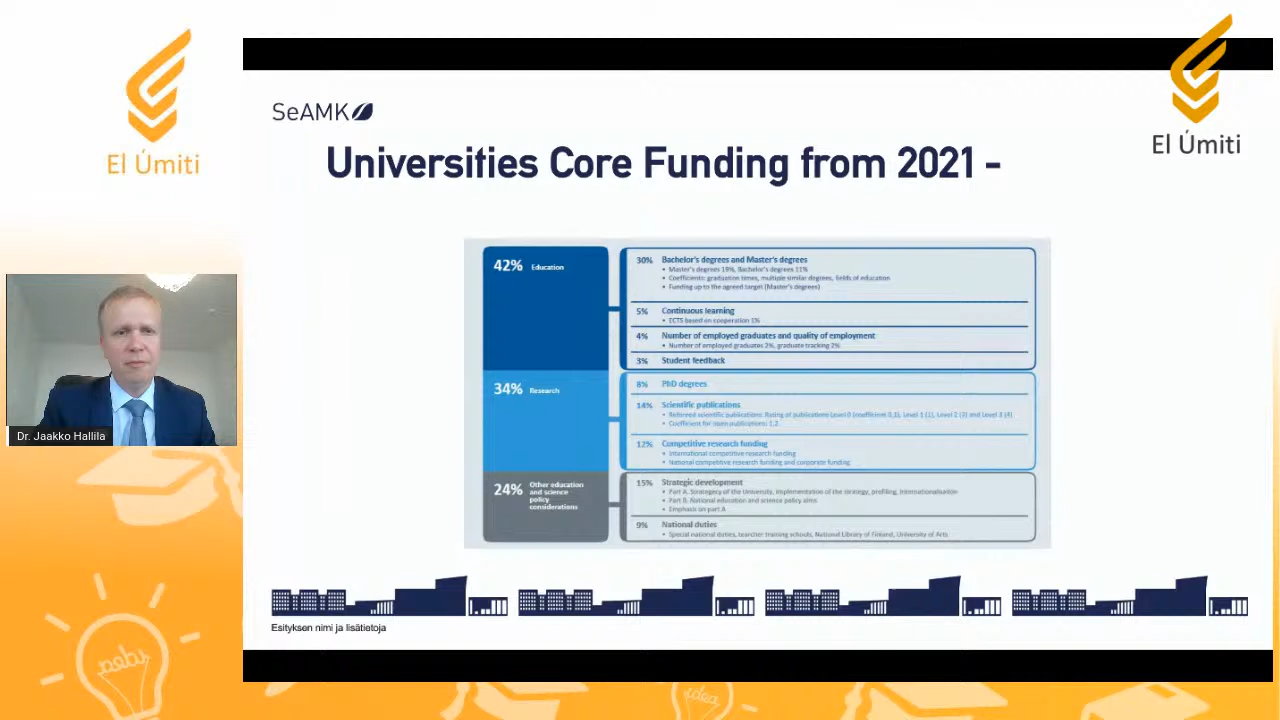 El Úmiti
El Úmiti
SeAMK
Universities Core Funding from 2021 -
42% Education
30% Bachelor's degrees and Master's degrees
• Master's degrees 19%, Bachelor's degrees 11%
• Coefficients: graduation times, multiple similar degrees, fields of education
• Funding up to the agreed target (Master's degrees)
5% Continuous learning
• ECTS based on cooperation 1%
4% Number of employed graduates and quality of employment
• Number of employed graduates 2%, graduate tracking 2%
3% Student feedback
34% Research
8% PhD degrees
14% Scientific publications
• Refereed scientific publications: Rating of publications Level 0 (coefficient 0,1), Level 1 (1), Level 2 (3) and Level 3 (4)
• Coefficient for open publications: 1.2
12% Competitive research funding
• International competitive research funding
• National competitive research funding and corporate funding
24% Other education
and science
policy
considerations
15% Strategic development
• Part A. Strategegy of the University, implementation of the strategy, profiling, internationalisation
• Part B. National education and science policy aims
• Emphasis on part A
9% National duties
• Special national duties, teacher training schools, National Library of Finland, University of Arts
Dr. Jaakko Hallila
Esityksen nimi ja lisätietoja
idea
idea